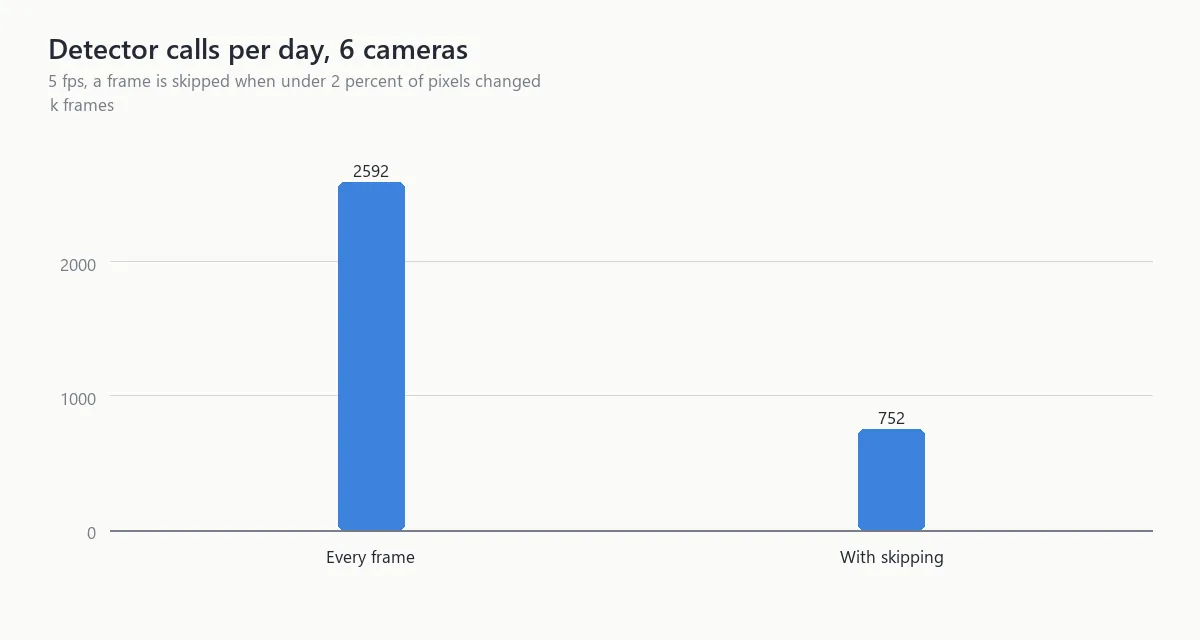 Detector calls per day, 6 cameras
5 fps, a frame is skipped when under 2 percent of pixels changed
k frames
2592
2000
1000
752
0
Every frame
With skipping